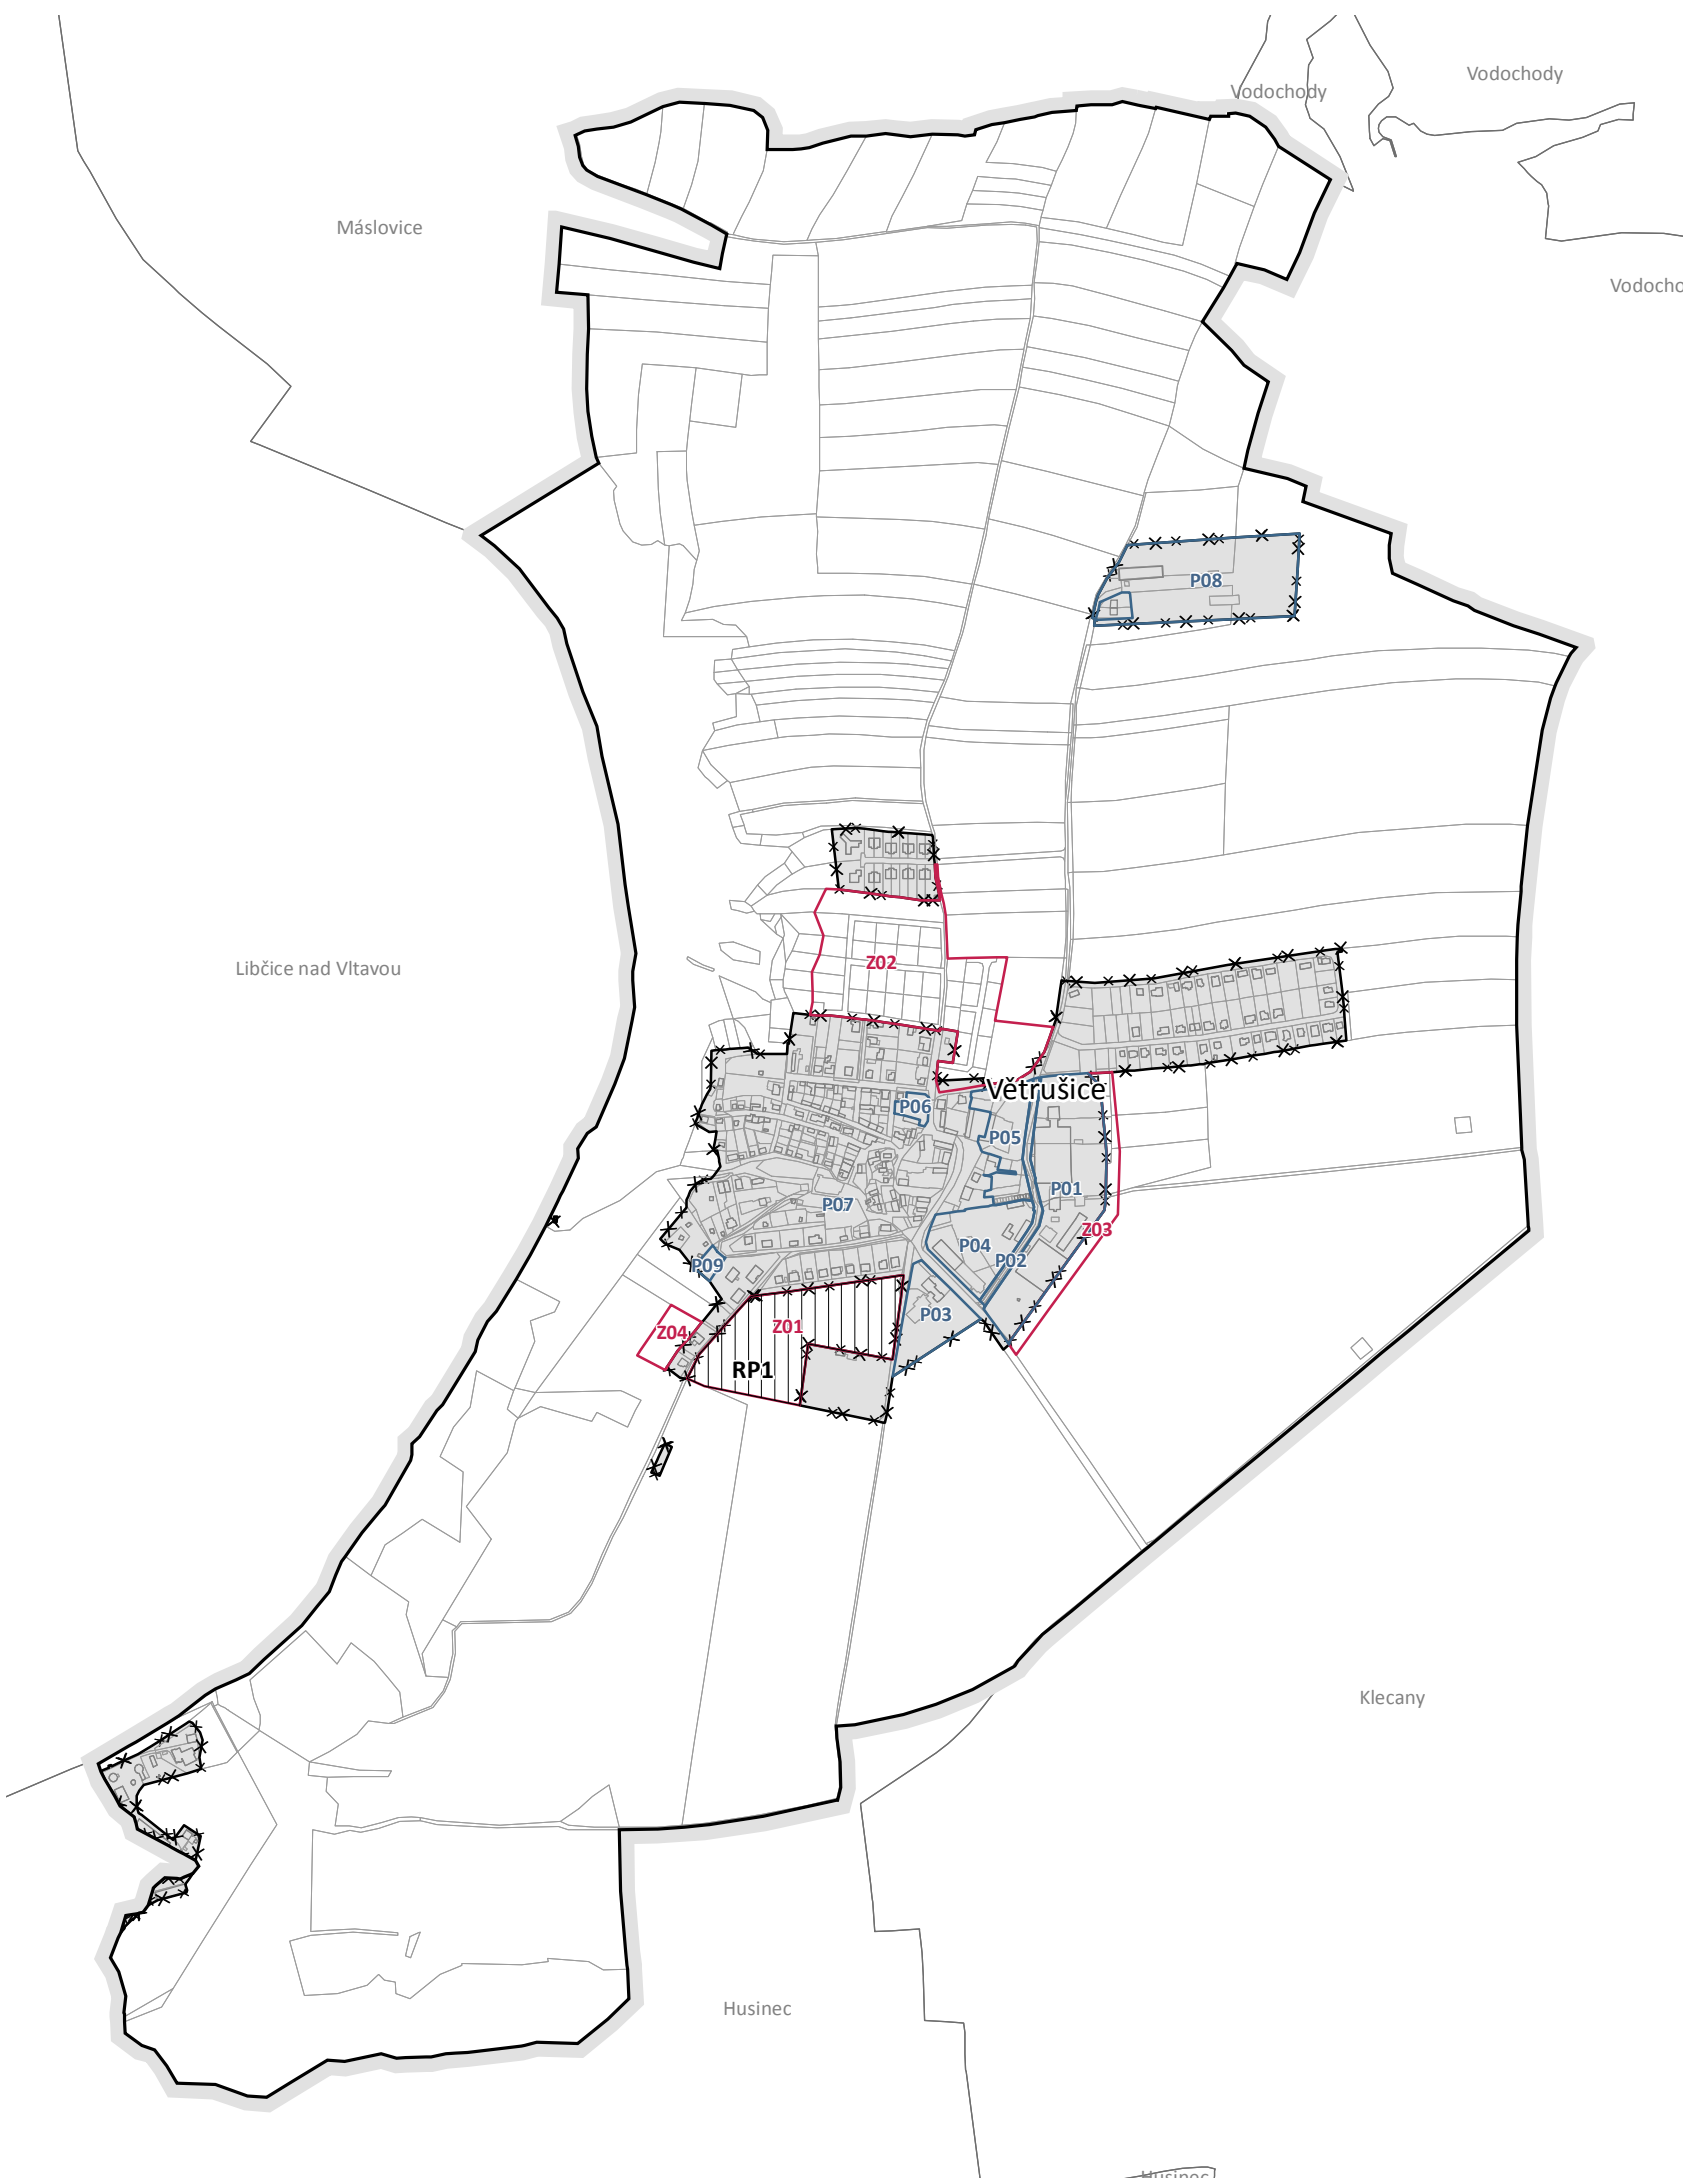 Vodochody
Vodochody
Máslovice
Vodocho
P08
Libčice nad Vltavou
Z02
Větrušice
P06
P05
P01
P07
Z03
P04
P02
P09
P03
Z01
Z04
RP1
Klecany
Husinec
Husinec